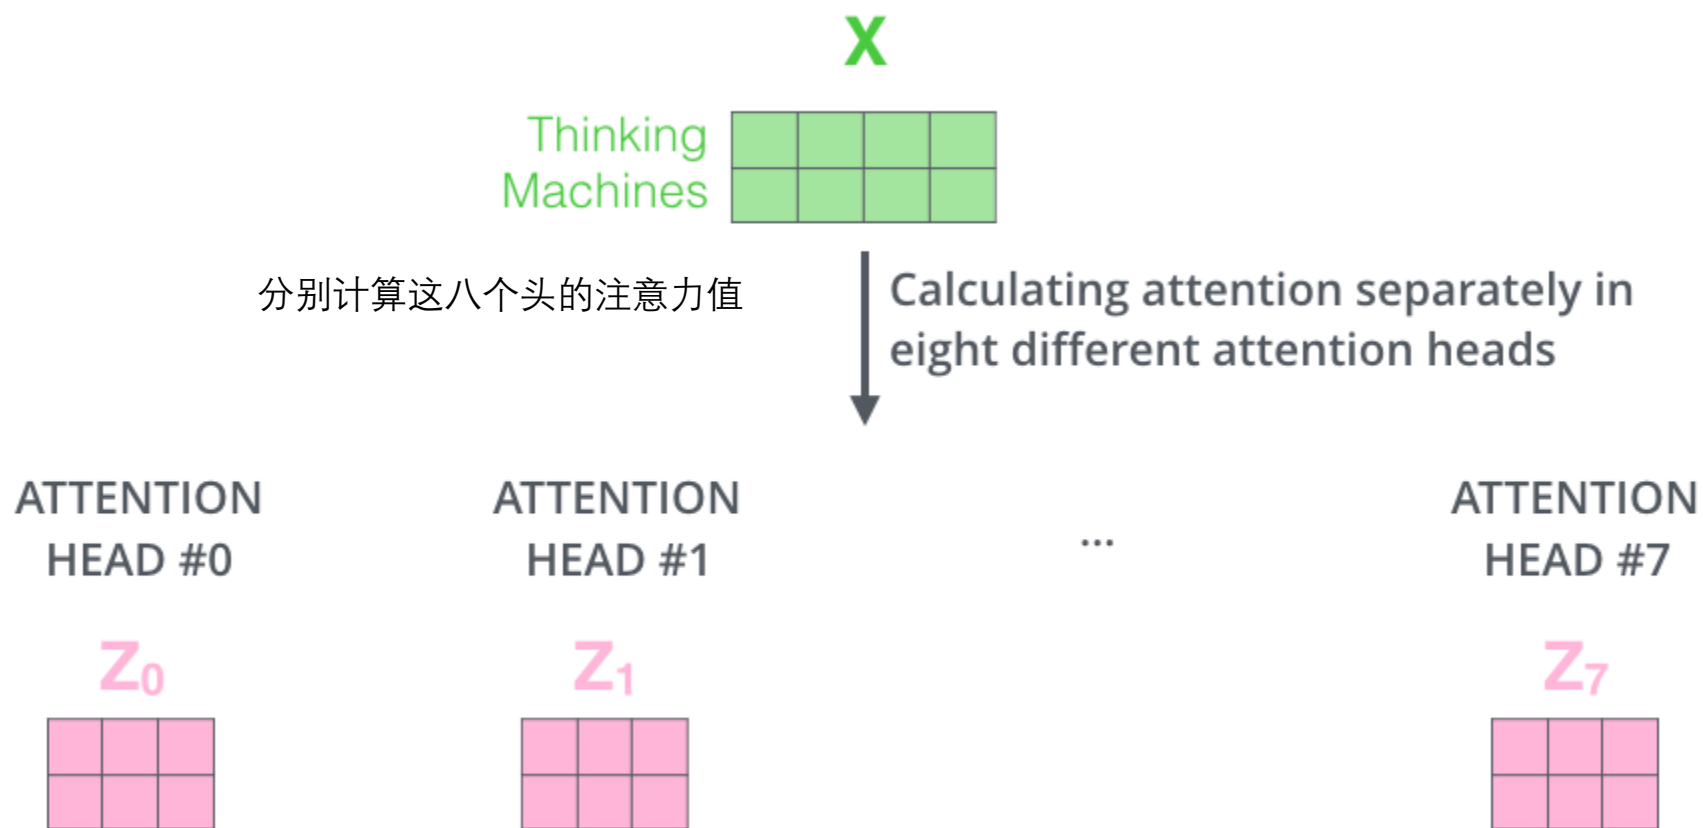 X
Thinking
Machines
分别计算这八个头的注意力值
Calculating attention separately in
eight different attention heads
ATTENTION
HEAD #0
ATTENTION
HEAD #1
...
ATTENTION
HEAD #7
Z0
Z1
Z7